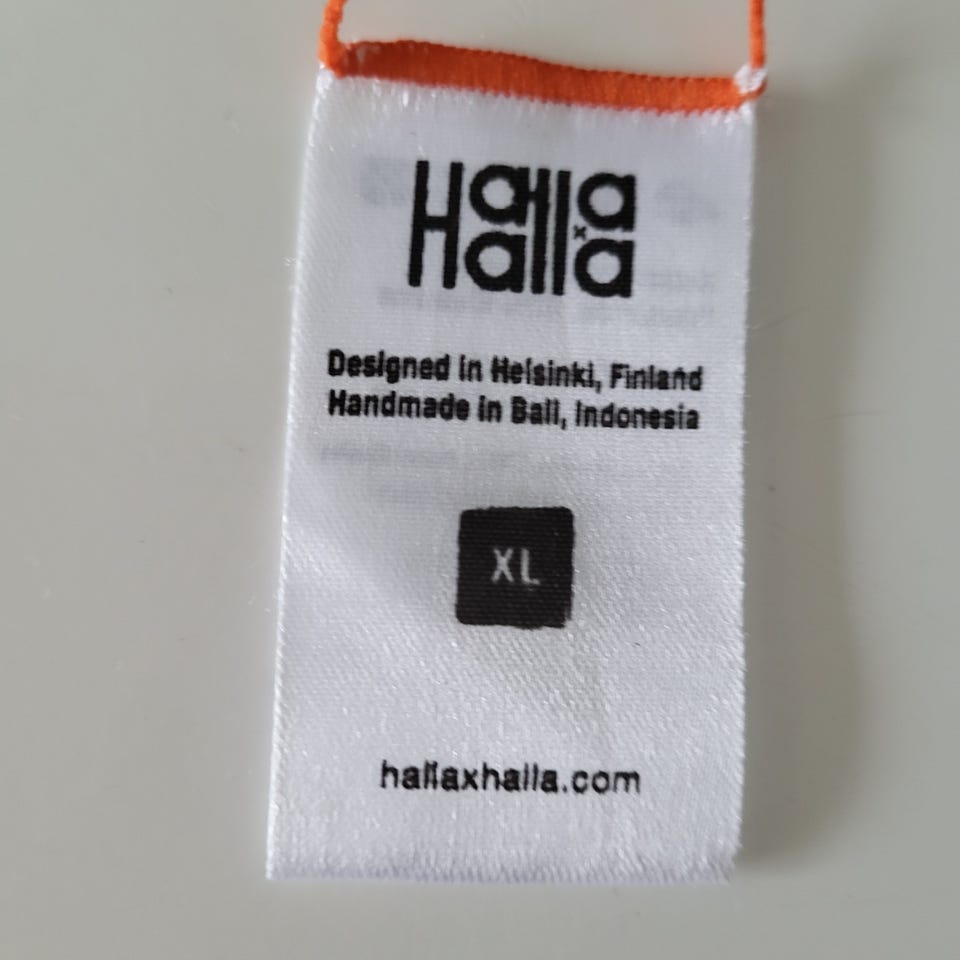 Halla
x
Halla
Designed in Helsinki, Finland
Handmade in Bali, Indonesia
XL
hallaxhalla.com